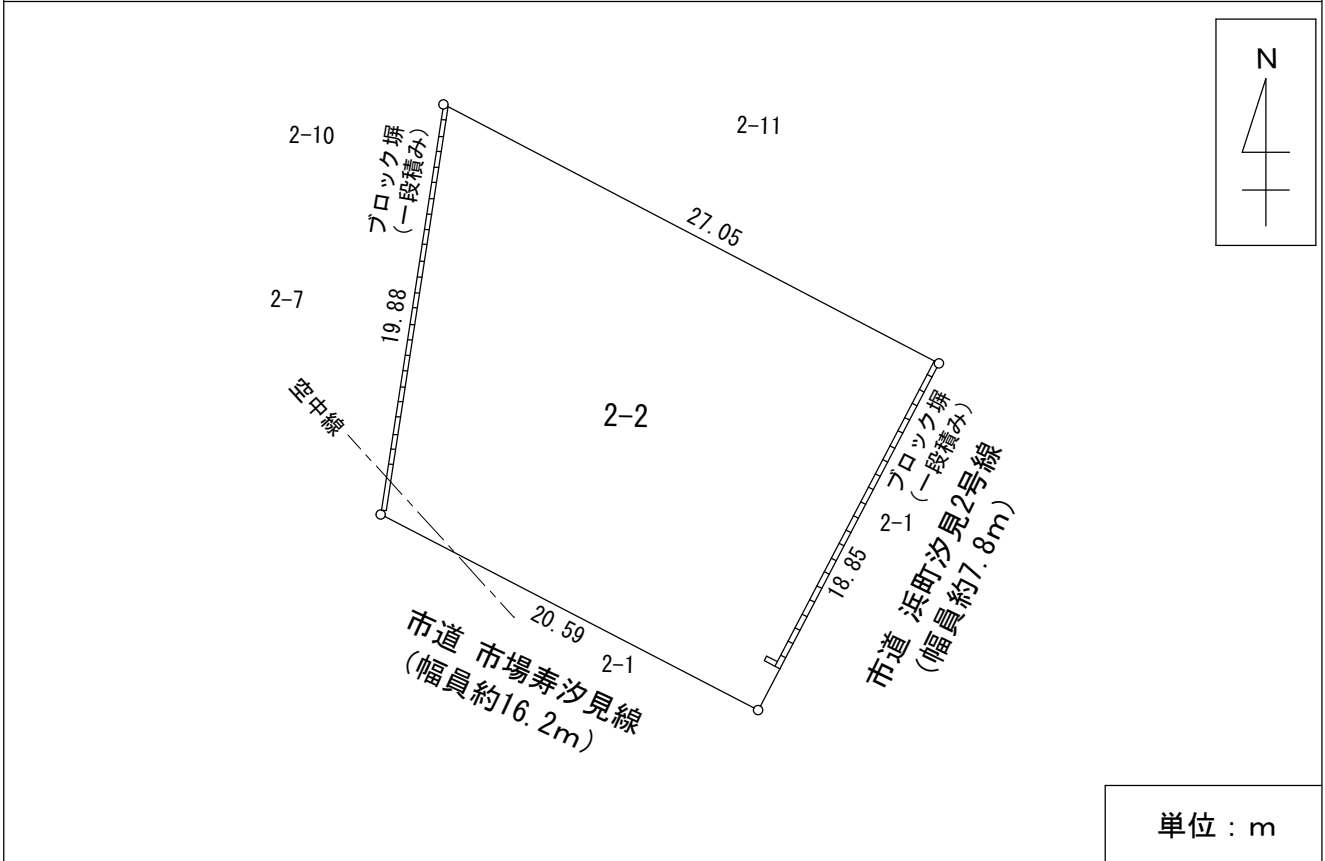 N
2-10
2-11
ブロック塀
(一段積み)
27.05
2-7
19.88
空中線
2-2
ブロック塀
(一段積み)
2-1
18.85
市道 浜町汐見2号線
(幅員約7.8m)
20.59
2-1
市道 市場寿汐見線
(幅員約16.2m)
単位：m